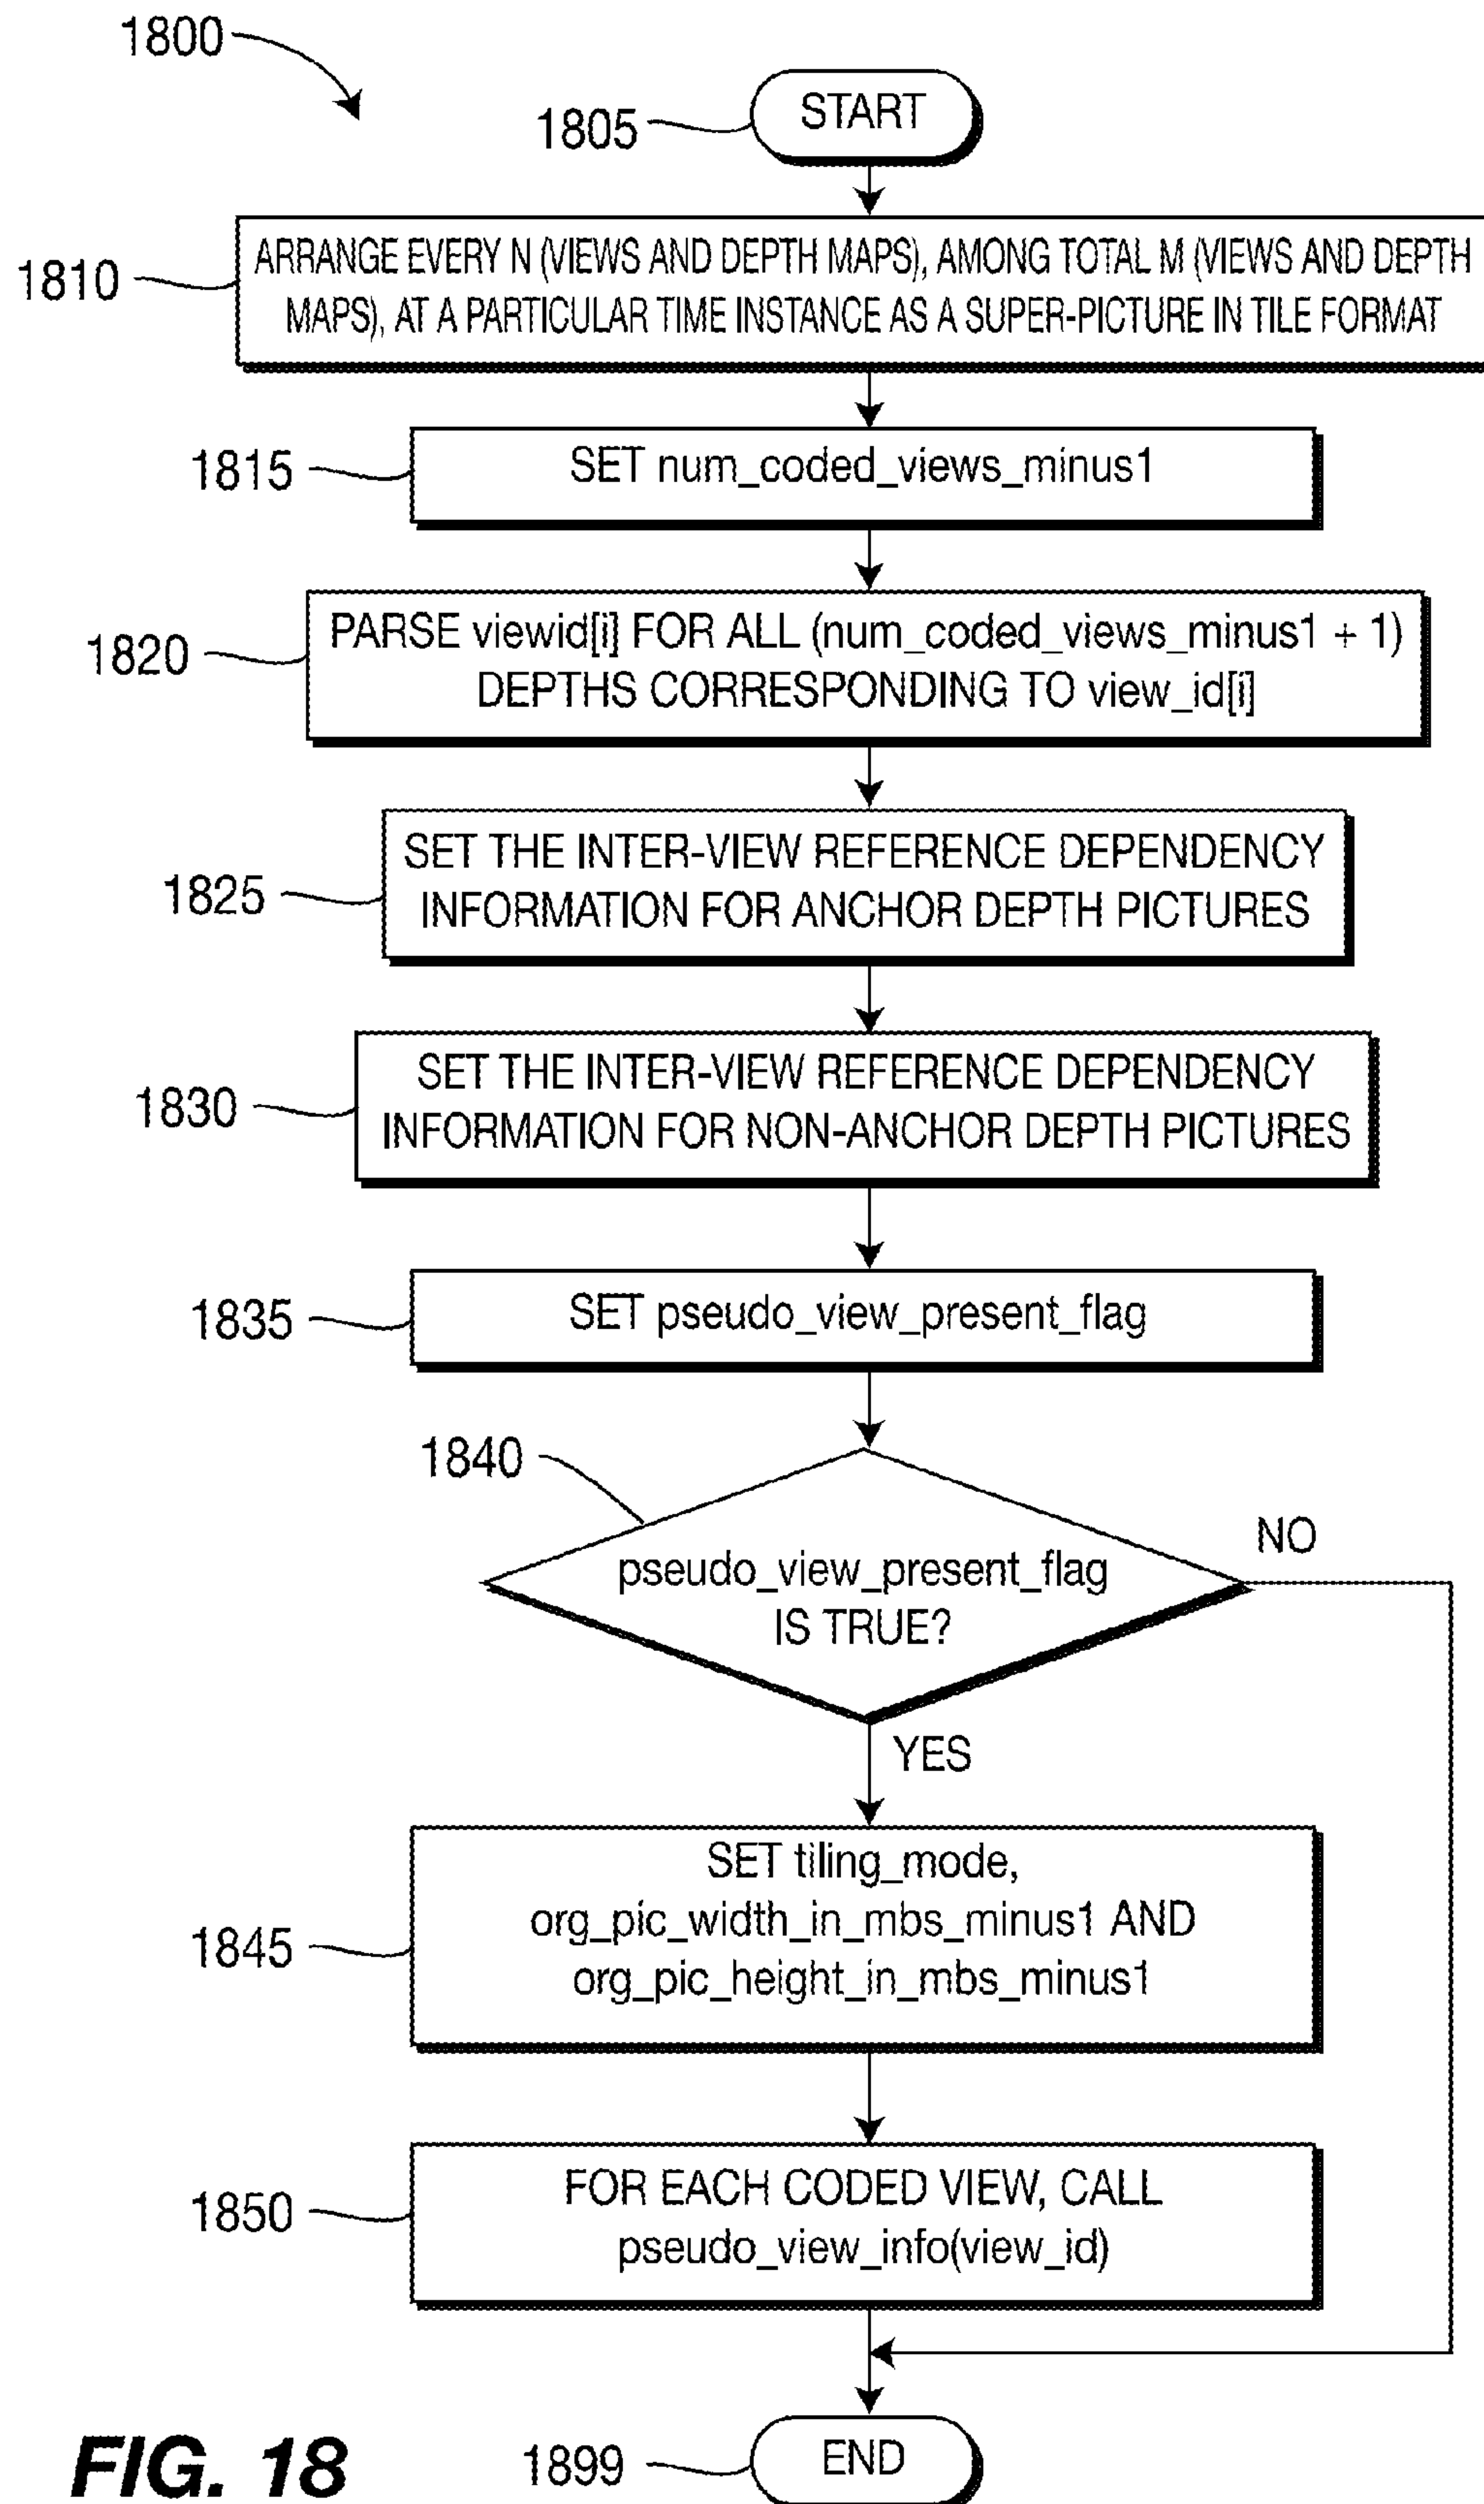 1800
1805
START
1810
ARRANGE EVERY N (VIEWS AND DEPTH MAPS), AMONG TOTAL M (VIEWS AND DEPTH
MAPS), AT A PARTICULAR TIME INSTANCE AS A SUPER-PICTURE IN TILE FORMAT
1815
SET num_coded_views_minus1
1820
PARSE viewid[i] FOR ALL (num_coded_views_minus1 + 1)
DEPTHS CORRESPONDING TO view_id[i]
1825
SET THE INTER-VIEW REFERENCE DEPENDENCY
INFORMATION FOR ANCHOR DEPTH PICTURES
1830
SET THE INTER-VIEW REFERENCE DEPENDENCY
INFORMATION FOR NON-ANCHOR DEPTH PICTURES
1835
SET pseudo_view_present_flag
1840
pseudo_view_present_flag
IS TRUE?
NO
YES
1845
SET tiling_mode,
org_pic_width_in_mbs_minus1 AND
org_pic_height_in_mbs_minus1
1850
FOR EACH CODED VIEW, CALL
pseudo_view_info(view_id)
1899
END
FIG. 18